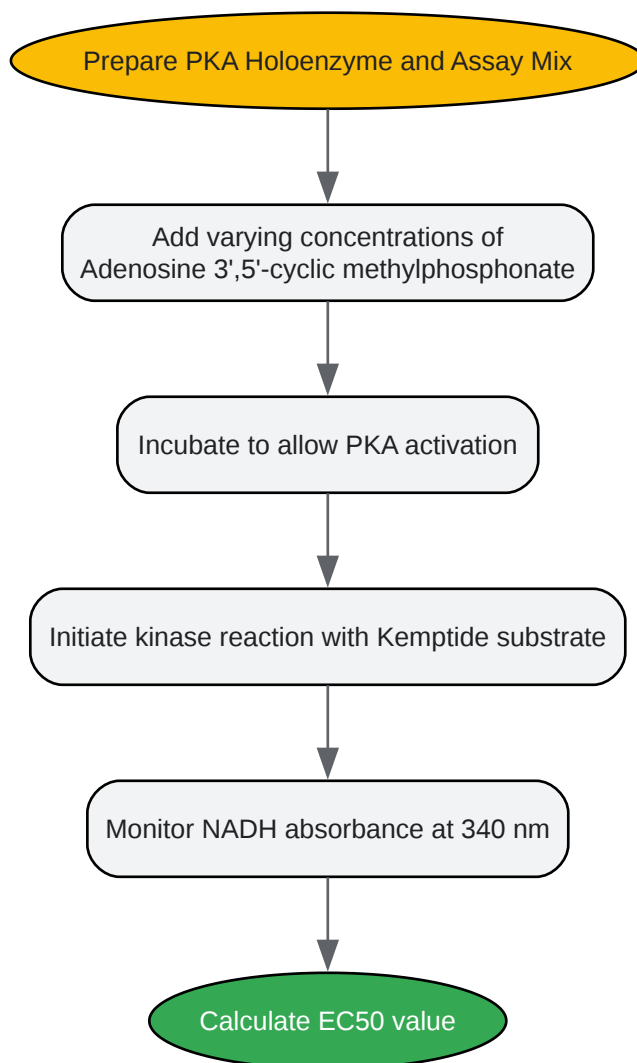 Prepare PKA Holoenzyme and Assay Mix
Add varying concentrations of
Adenosine 3',5'-cyclic methylphosphonate
Incubate to allow PKA activation
Initiate kinase reaction with Kemptide substrate
Monitor NADH absorbance at 340 nm
Calculate EC50 value